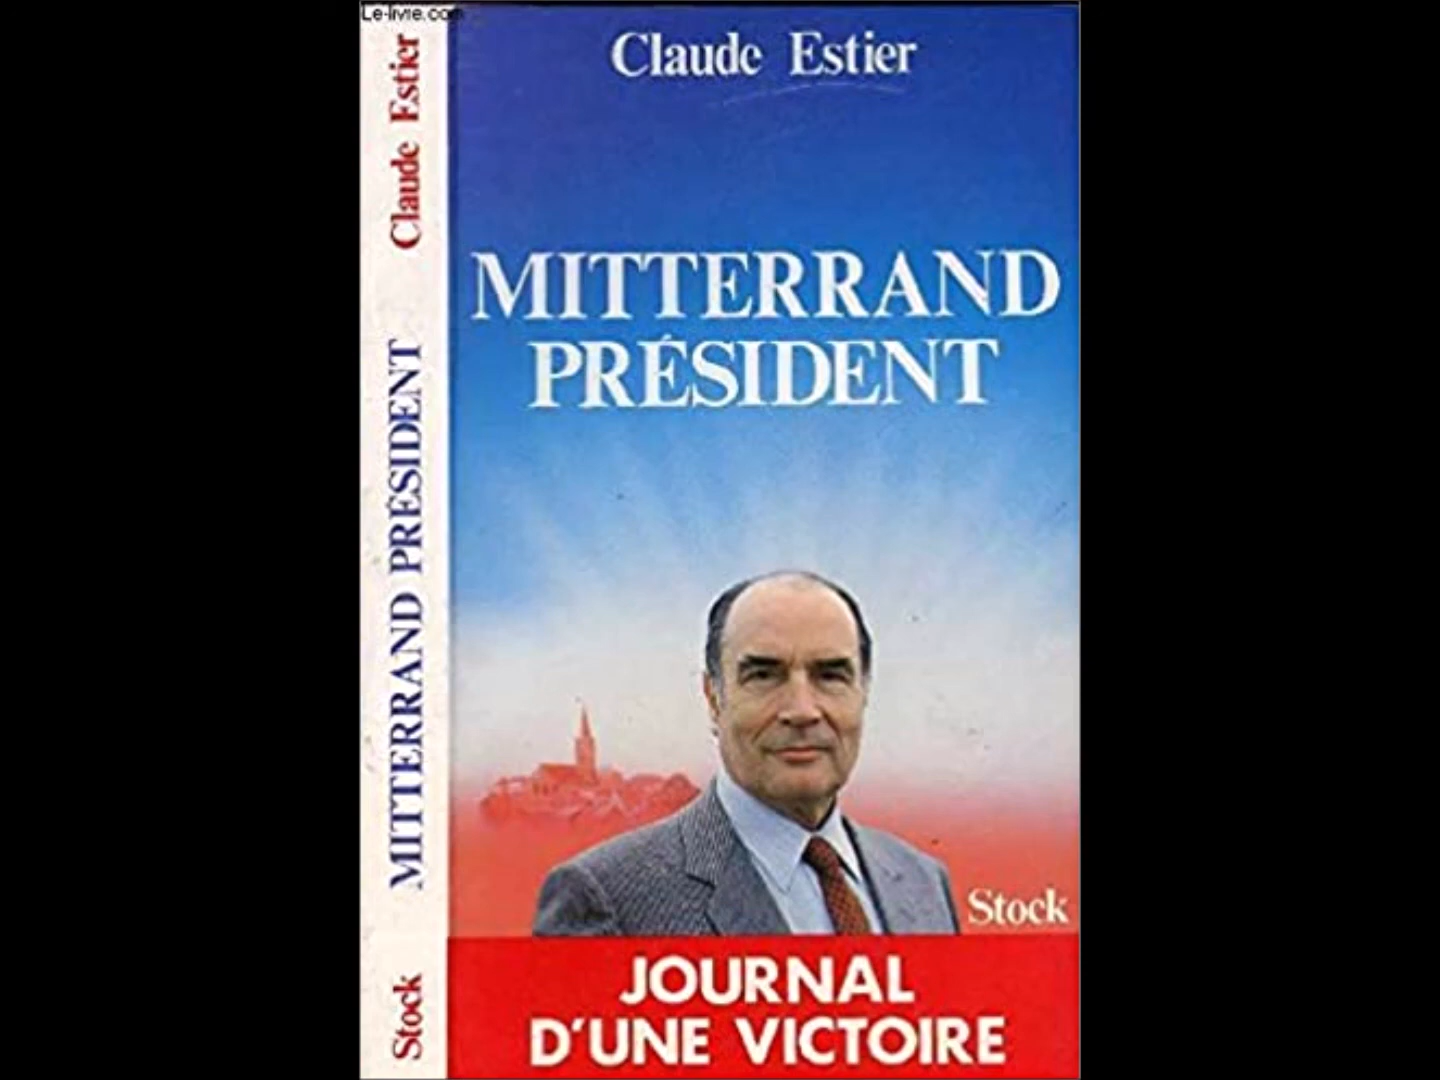 Le-livre.com
Claude Estier
MITTERRAND PRÉSIDENT
Stock
Claude Estier
MITTERRAND
PRÉSIDENT
Stock
JOURNAL
D'UNE VICTOIRE